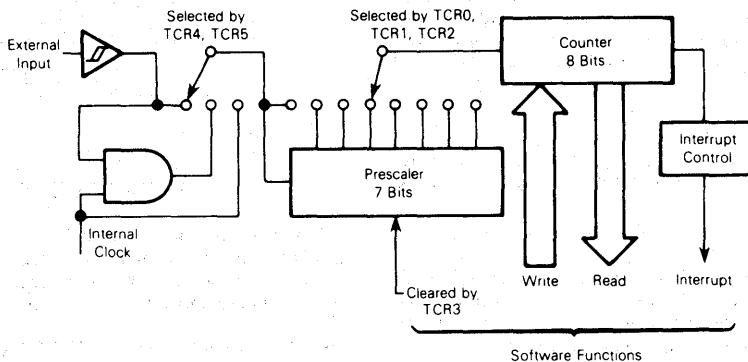 Selected by
TCR4, TCR5
Selected by TCR0,
TCR1, TCR2
External
Input
Counter
8 Bits
Interrupt
Control
Prescaler
7 Bits
Internal
Clock
Cleared by
TCR3
Write
Read
Interrupt
Software Functions